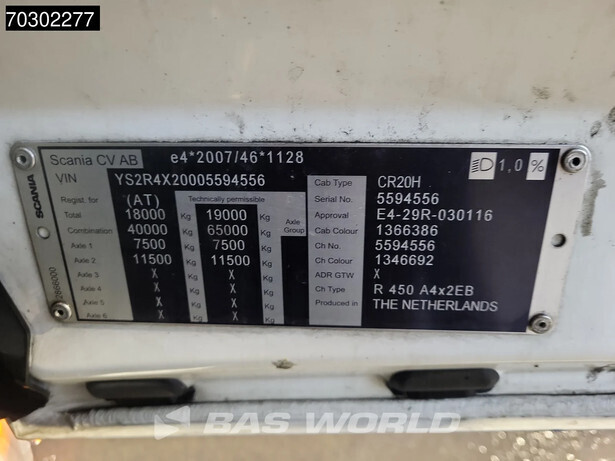 70302277
SCANIA
2868000
Scania CV AB e4*2007/46*1128
VIN YS2R4X20005594556
Regist. for (AT) Technically permissible
Total 18000 Kg 19000 Kg Axle Group
Combination 40000 Kg 65000 Kg
Axle 1 7500 Kg 7500 Kg
Axle 2 11500 Kg 11500 Kg
Axle 3 X Kg X Kg
Axle 4 X Kg X Kg
Axle 5 X Kg X Kg
Axle 6 X Kg X Kg
1,0 %
Cab Type CR20H
Serial No. 5594556
Approval E4-29R-030116
Cab Colour 1366386
Ch No. 5594556
Ch Colour 1346692
ADR GTW X
Ch Type R 450 A4x2EB
Produced in THE NETHERLANDS
BAS WORLD